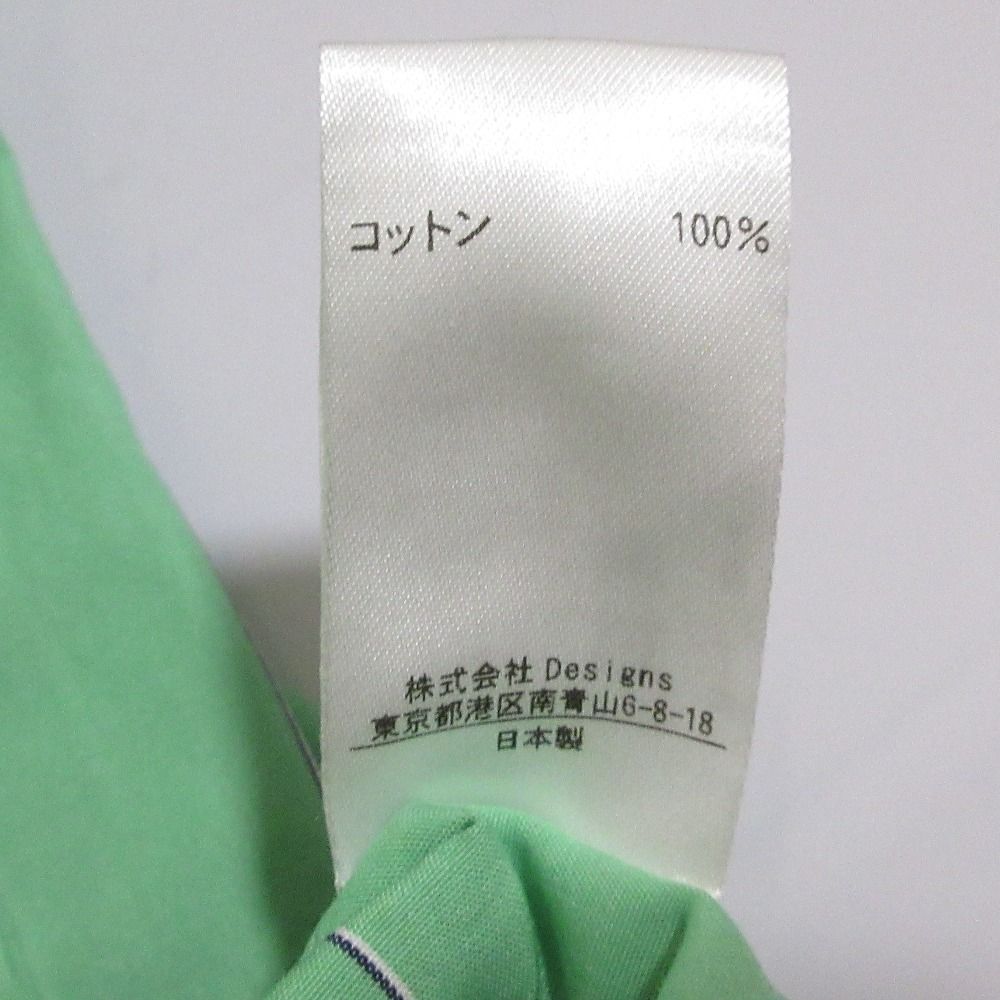 コットン 100%
株式会社 Designs
東京都港区南青山6-8-18
日本製